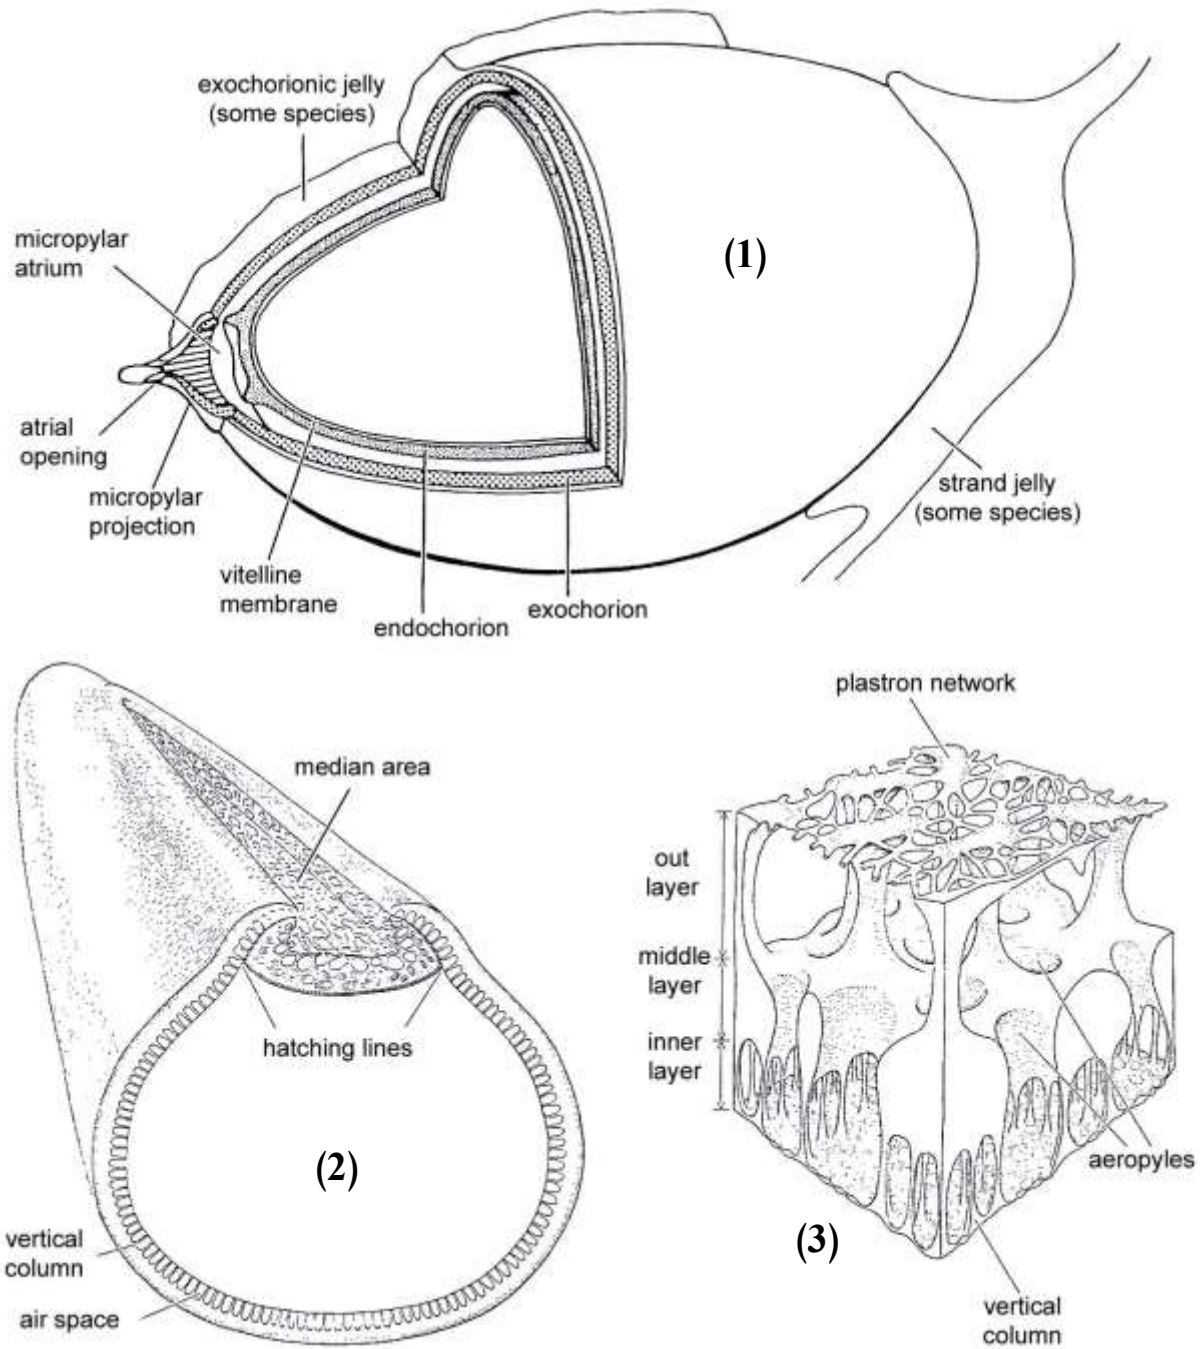 exochorionic jelly
(some species)
micropylar
atrium
(1)
atrial
opening
micropylar
projection
strand jelly
(some species)
vitelline
membrane
endochorion
exochorion
plastron network
median area
out
layer
middle
layer
inner
layer
hatching lines
aeropyles
(2)
(3)
vertical
column
air space
vertical
column